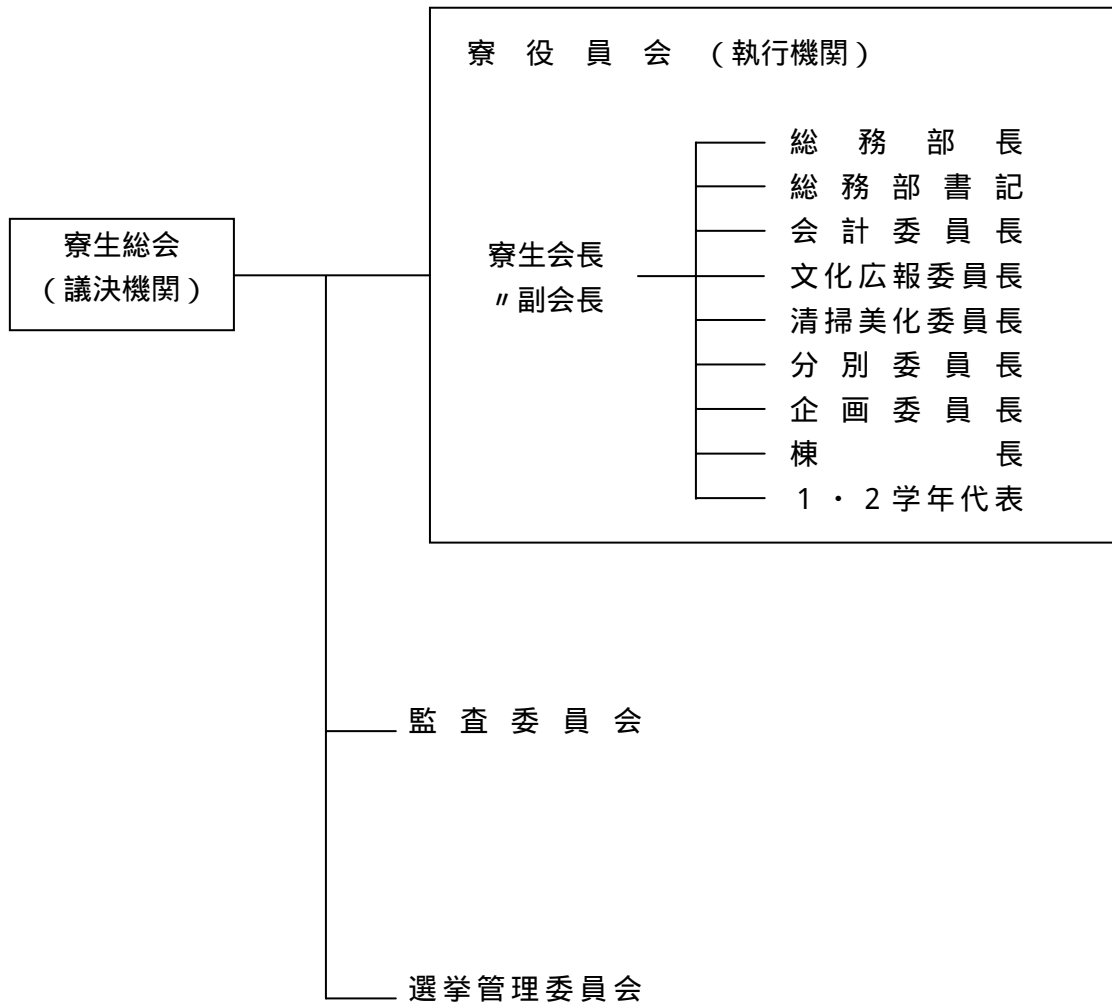 寮役員会（執行機関）
総務部長
総務部書記
会計委員長
文化広報委員長
清掃美化委員長
分別委員長
企画委員長
棟長
1・2学年代表
寮生会長
〃副会長
寮生総会
（議決機関）
監査委員会
選挙管理委員会